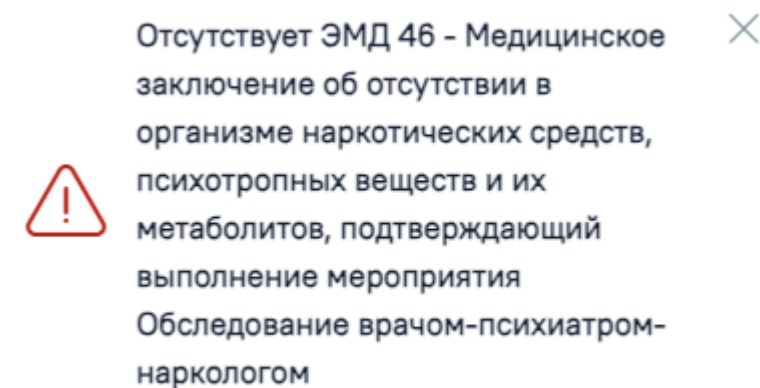 Отсутствует ЭМД 46 - Медицинское
заключение об отсутствии в
организме наркотических средств,
психотропных веществ и их
метаболитов, подтверждающий
выполнение мероприятия
Обследование врачом-психиатром-
наркологом